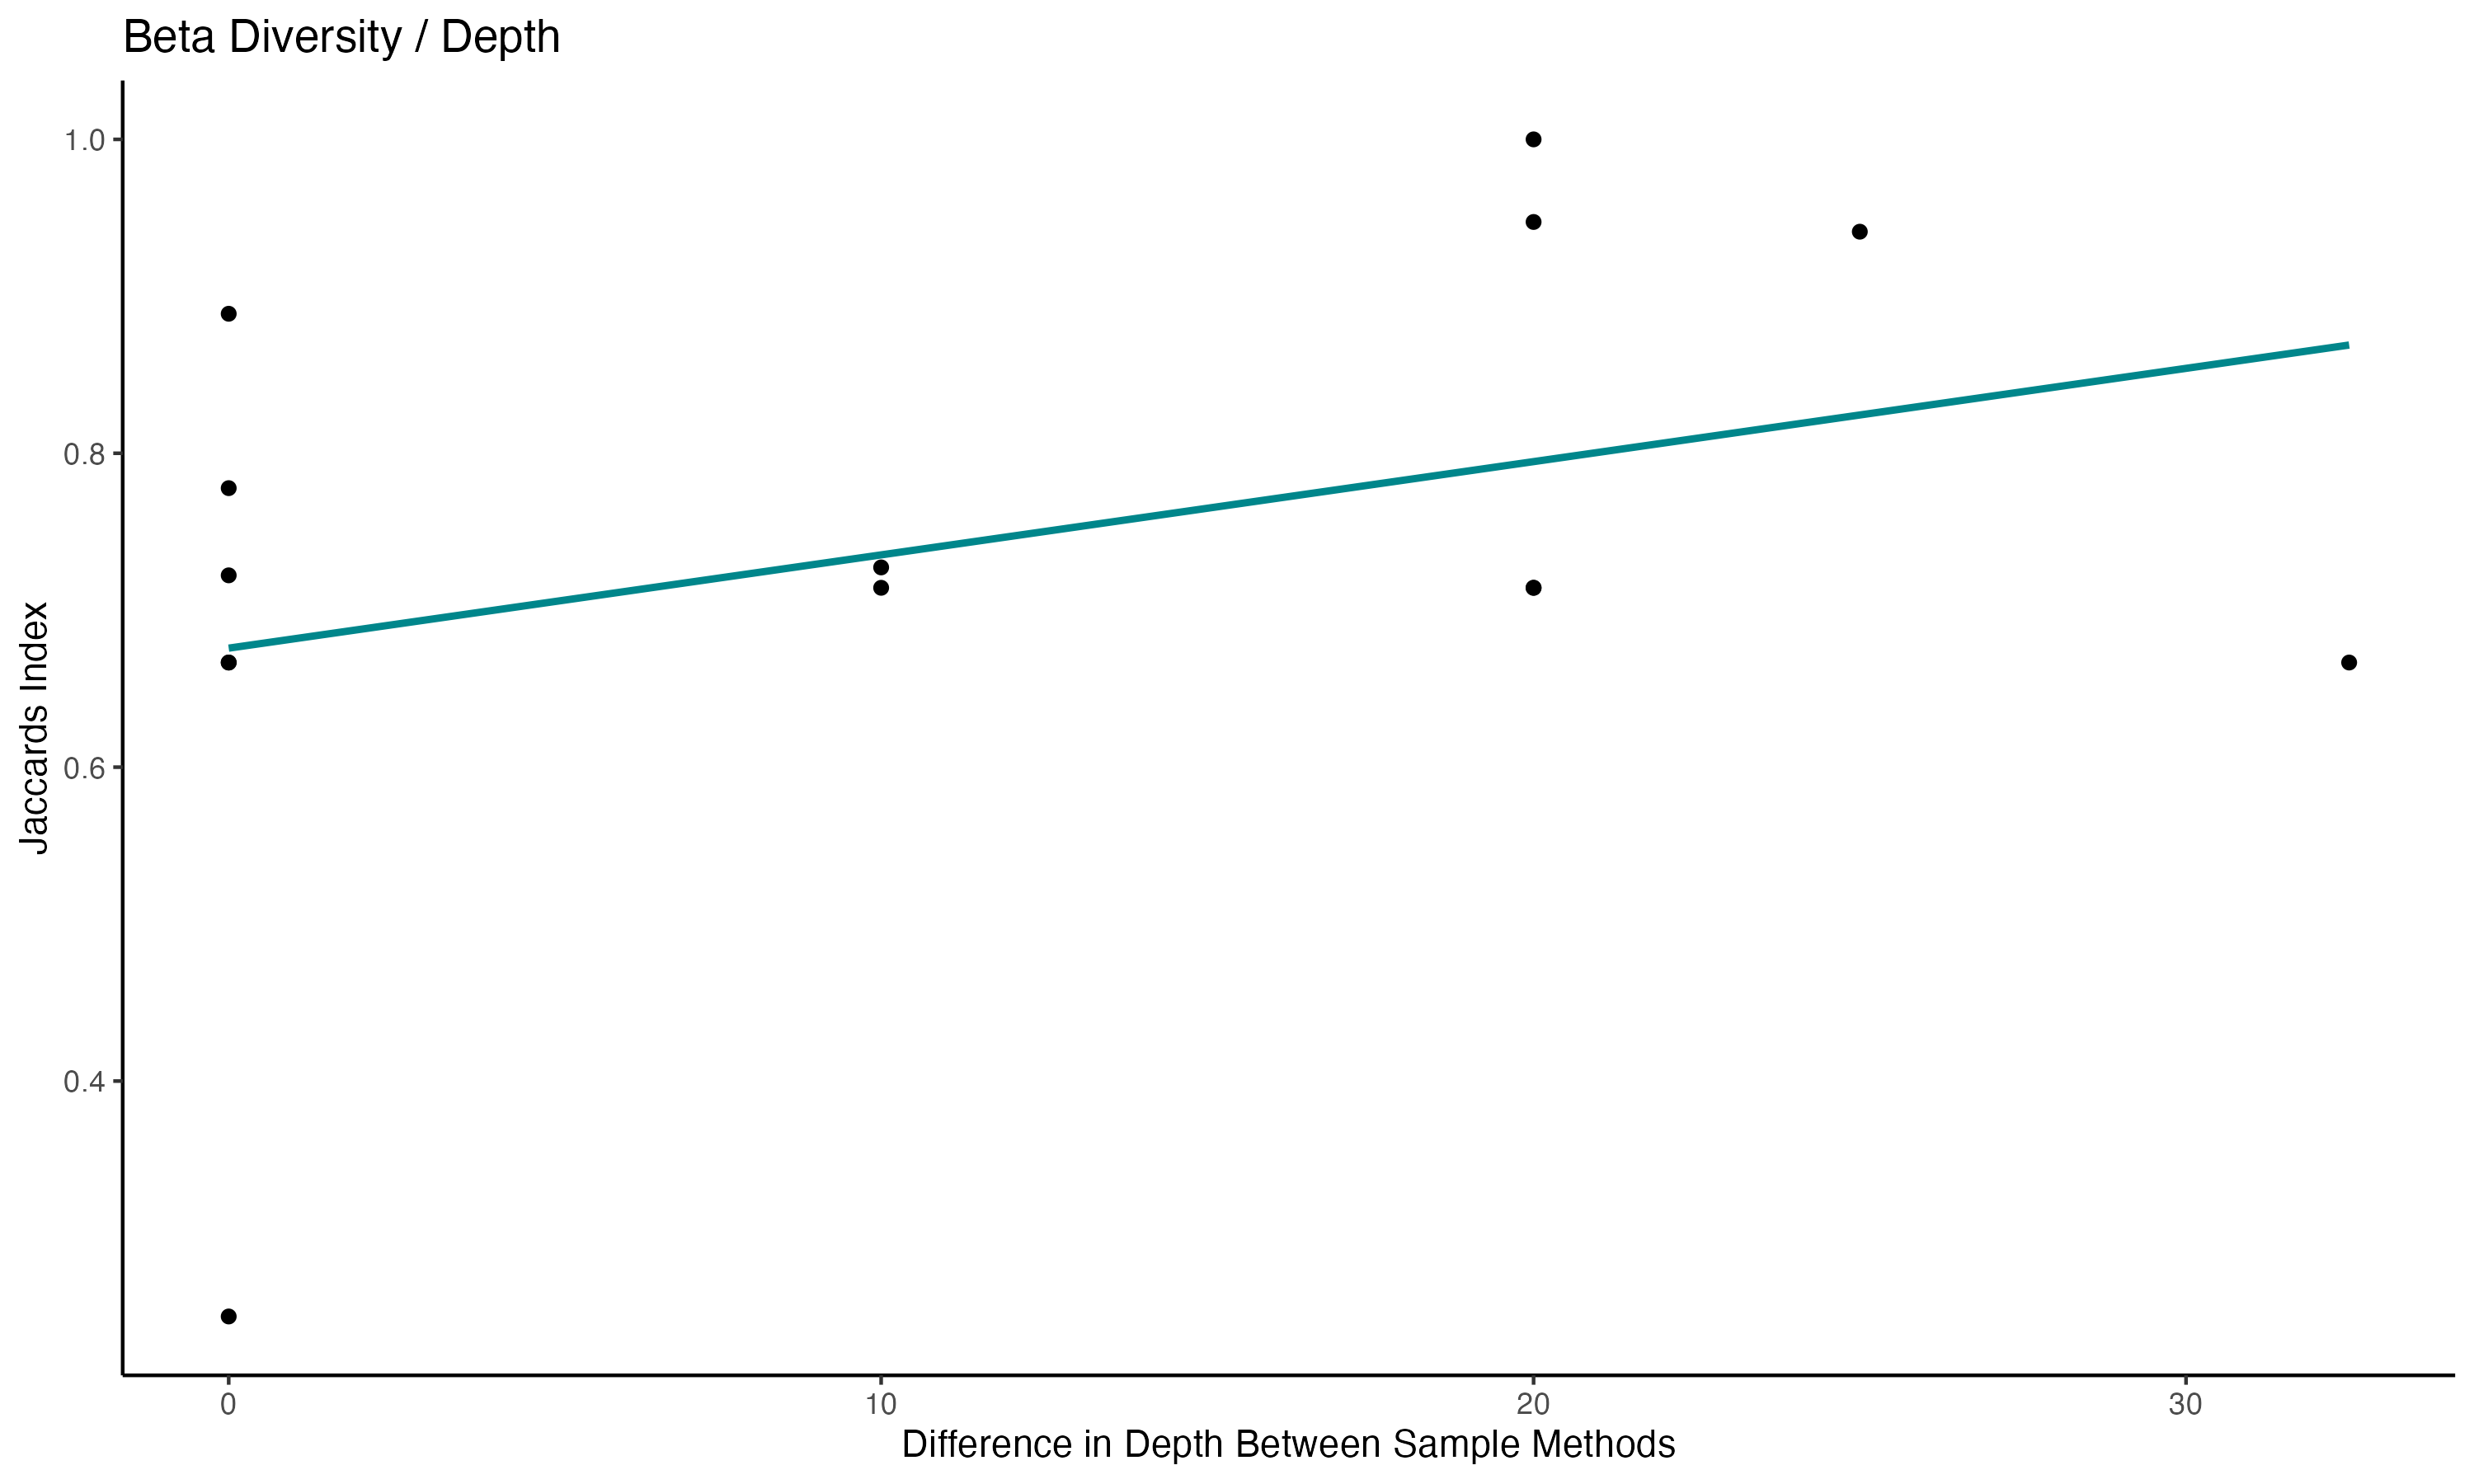 Beta Diversity / Depth
Jaccards Index
1.0
0.8
0.6
0.4
0 10 20 30
Difference in Depth Between Sample Methods